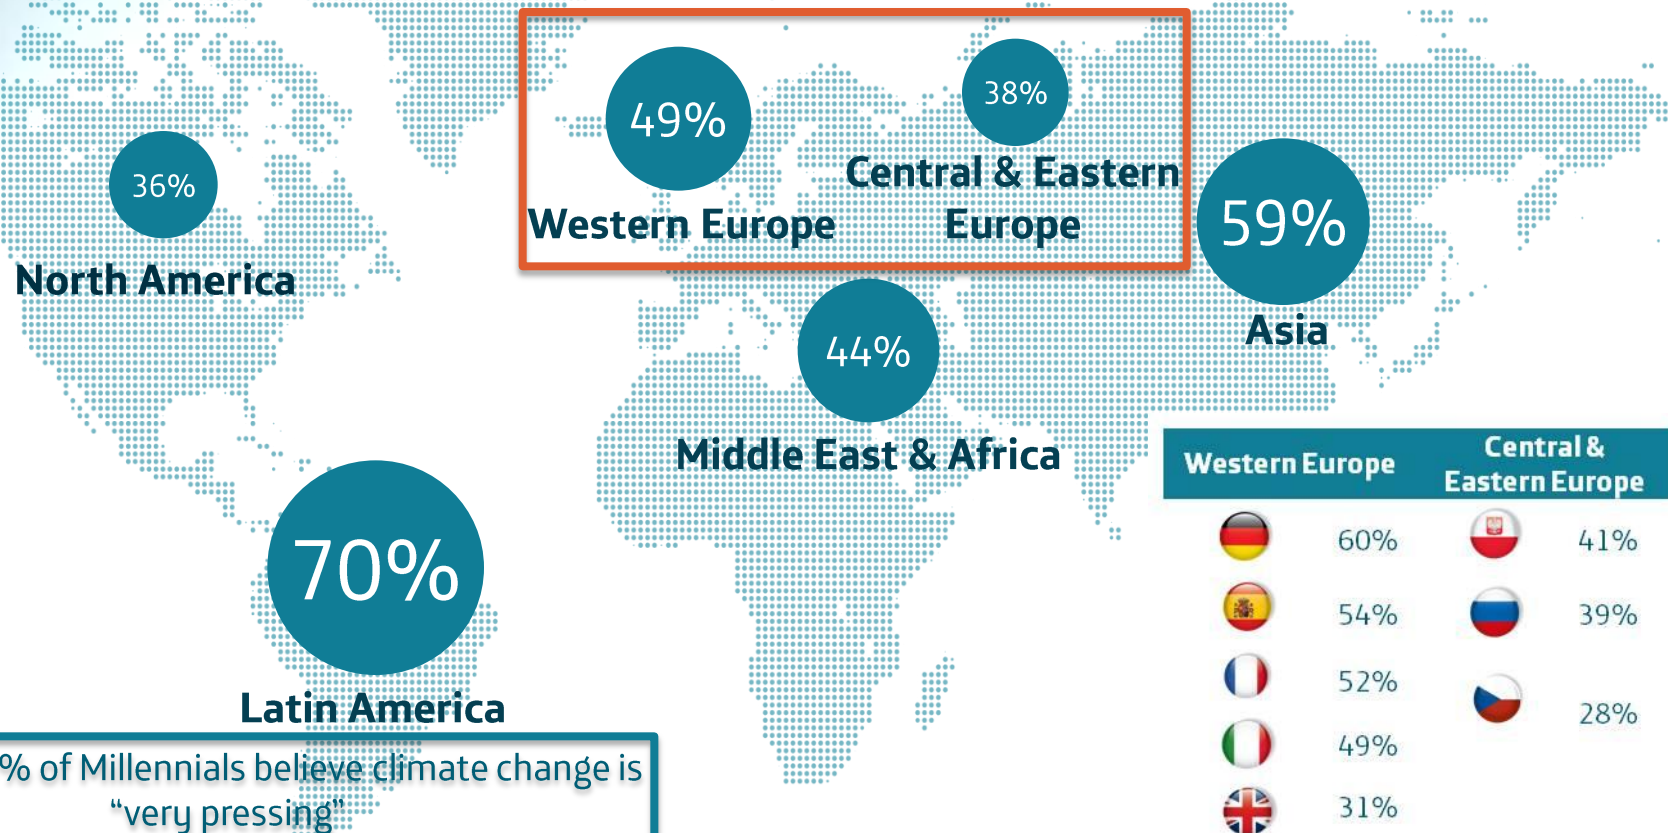 49%
38%
36%
Central & Eastern
Europe
Western Europe
59%
North America
Asia
44%
Middle East & Africa
70%
Latin America
% of Millennials believe climate change is
“very pressing”
Western Europe
Central &
Eastern Europe
60% 41%
54% 39%
52% 28%
49%
31%